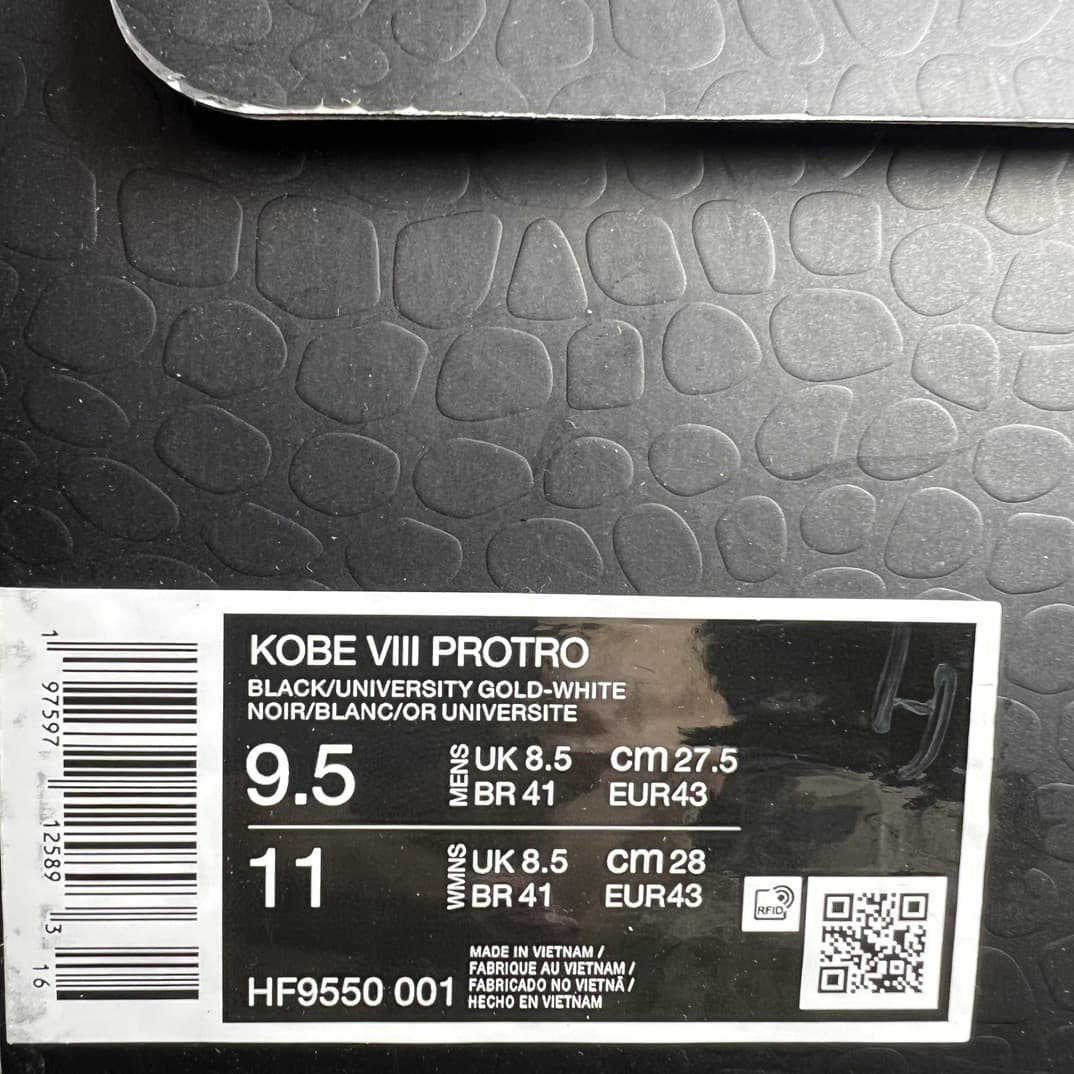 KOBE VIII PROTRO
BLACK/UNIVERSITY GOLD-WHITE
NOIR/BLANC/OR UNIVERSITE
9.5 MENS UK 8.5 cm 27.5
BR 41 EUR43
11 WMNS UK 8.5 cm 28
BR 41 EUR43
RFID
MADE IN VIETNAM /
FABRIQUE AU VIETNAM /
FABRICADO NO VIETNÃ /
HECHO EN VIETNAM
HF9550 001
1 97597 12589 3 16